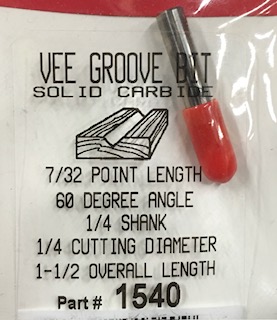 VEE GROOVE BIT
SOLID CARBIDE
7/32 POINT LENGTH
60 DEGREE ANGLE
1/4 SHANK
1/4 CUTTING DIAMETER
1-1/2 OVERALL LENGTH
Part # 1540